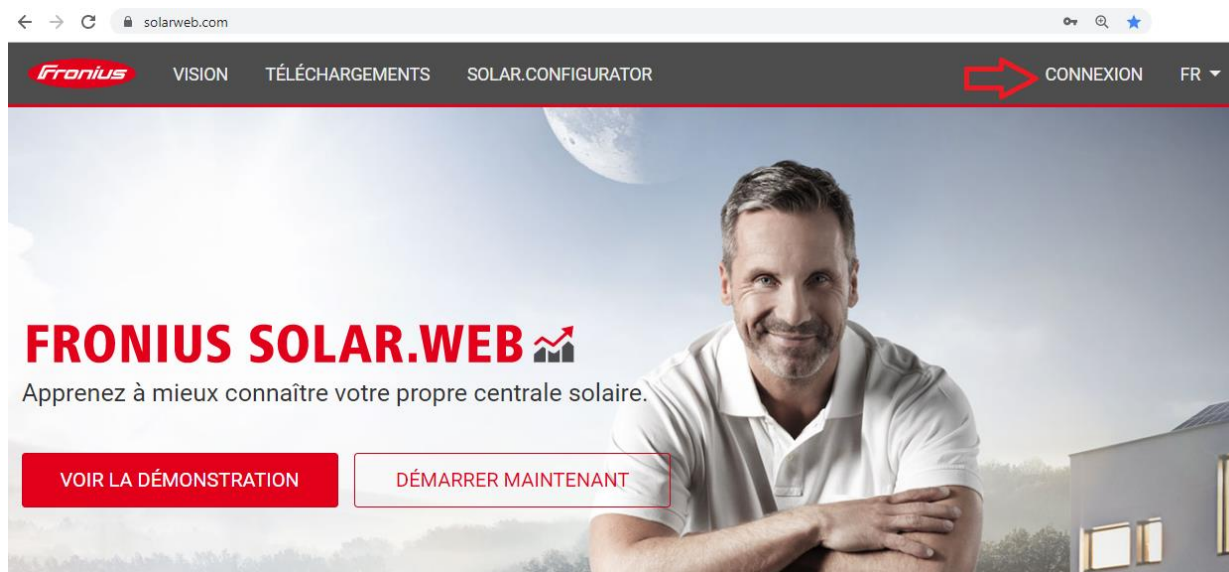 solarweb.com
Fronius VISION TÉLÉCHARGEMENTS SOLAR.CONFIGURATOR CONNEXION FR
FRONIUS SOLAR.WEB
Apprenez à mieux connaître votre propre centrale solaire.
VOIR LA DÉMONSTRATION DÉMARRER MAINTENANT